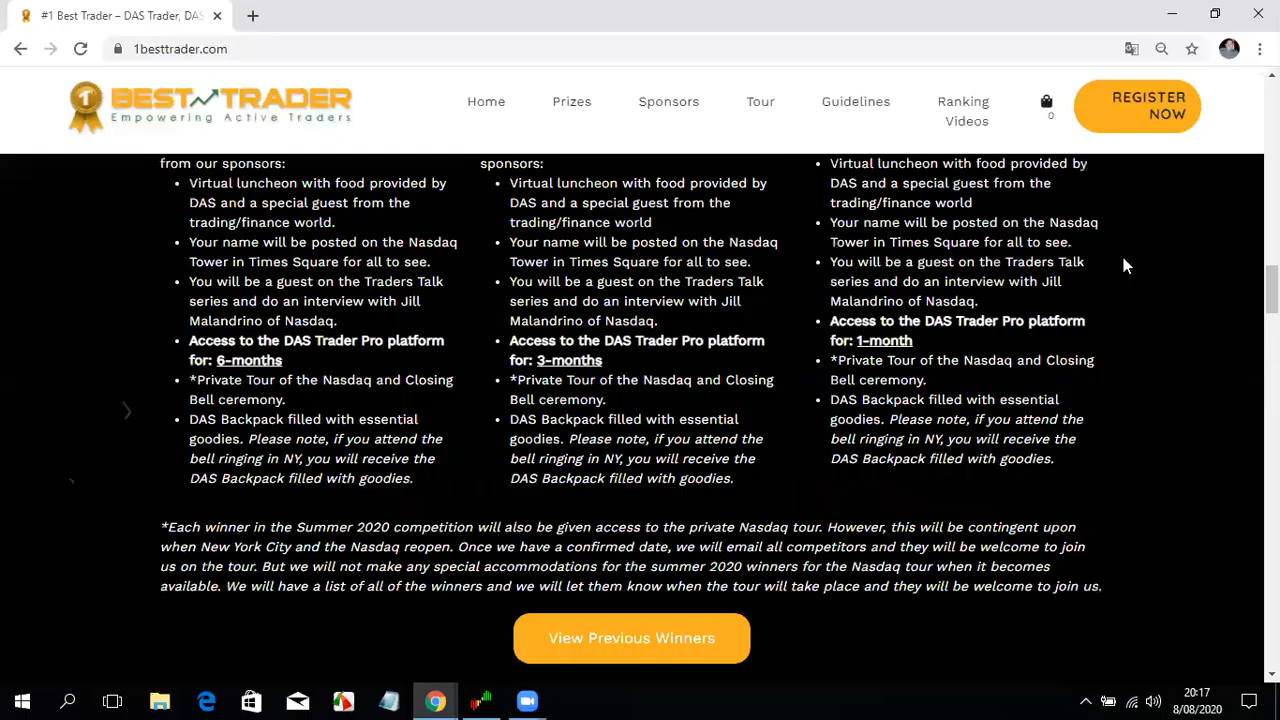 #1 Best Trader – DAS Trader, DAS
1besttrader.com
1
BEST TRADER
Empowering Active Traders
Home
Prizes
Sponsors
Tour
Guidelines
Ranking
Videos
0
REGISTER
NOW
from our sponsors:
• Virtual luncheon with food provided by
DAS and a special guest from the
trading/finance world.
• Your name will be posted on the Nasdaq
Tower in Times Square for all to see.
• You will be a guest on the Traders Talk
series and do an interview with Jill
Malandrino of Nasdaq.
• Access to the DAS Trader Pro platform
for: 6-months
• *Private Tour of the Nasdaq and Closing
Bell ceremony.
• DAS Backpack filled with essential
goodies. Please note, if you attend the
bell ringing in NY, you will receive the
DAS Backpack filled with goodies.
sponsors:
• Virtual luncheon with food provided by
DAS and a special guest from the
trading/finance world
• Your name will be posted on the Nasdaq
Tower in Times Square for all to see.
• You will be a guest on the Traders Talk
series and do an interview with Jill
Malandrino of Nasdaq.
• Access to the DAS Trader Pro platform
for: 3-months
• *Private Tour of the Nasdaq and Closing
Bell ceremony.
• DAS Backpack filled with essential
goodies. Please note, if you attend the
bell ringing in NY, you will receive the
DAS Backpack filled with goodies.
• Virtual luncheon with food provided by
DAS and a special guest from the
trading/finance world
• Your name will be posted on the Nasdaq
Tower in Times Square for all to see.
• You will be a guest on the Traders Talk
series and do an interview with Jill
Malandrino of Nasdaq.
• Access to the DAS Trader Pro platform
for: 1-month
• *Private Tour of the Nasdaq and Closing
Bell ceremony.
• DAS Backpack filled with essential
goodies. Please note, if you attend the
bell ringing in NY, you will receive the
DAS Backpack filled with goodies.
*Each winner in the Summer 2020 competition will also be given access to the private Nasdaq tour. However, this will be contingent upon
when New York City and the Nasdaq reopen. Once we have a confirmed date, we will email all competitors and they will be welcome to join
us on the tour. But we will not make any special accommodations for the summer 2020 winners for the Nasdaq tour when it becomes
available. We will have a list of all of the winners and we will let them know when the tour will take place and they will be welcome to join us.
View Previous Winners
20:17
8/08/2020